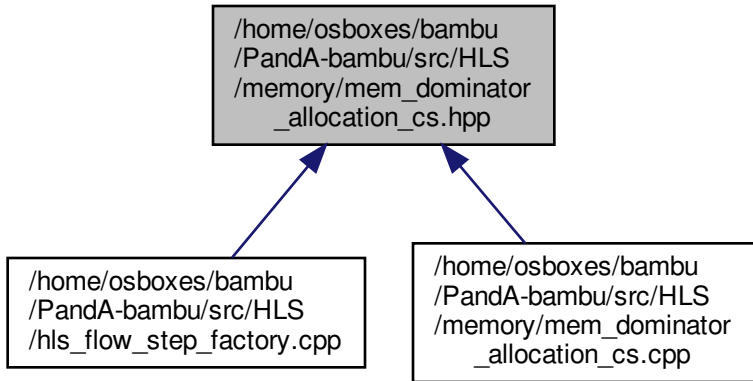 /home/osboxes/bambu
/PandA-bambu/src/HLS
/memory/mem_dominator
_allocation_cs.hpp
/home/osboxes/bambu
/PandA-bambu/src/HLS
/hls_flow_step_factory.cpp
/home/osboxes/bambu
/PandA-bambu/src/HLS
/memory/mem_dominator
_allocation_cs.cpp